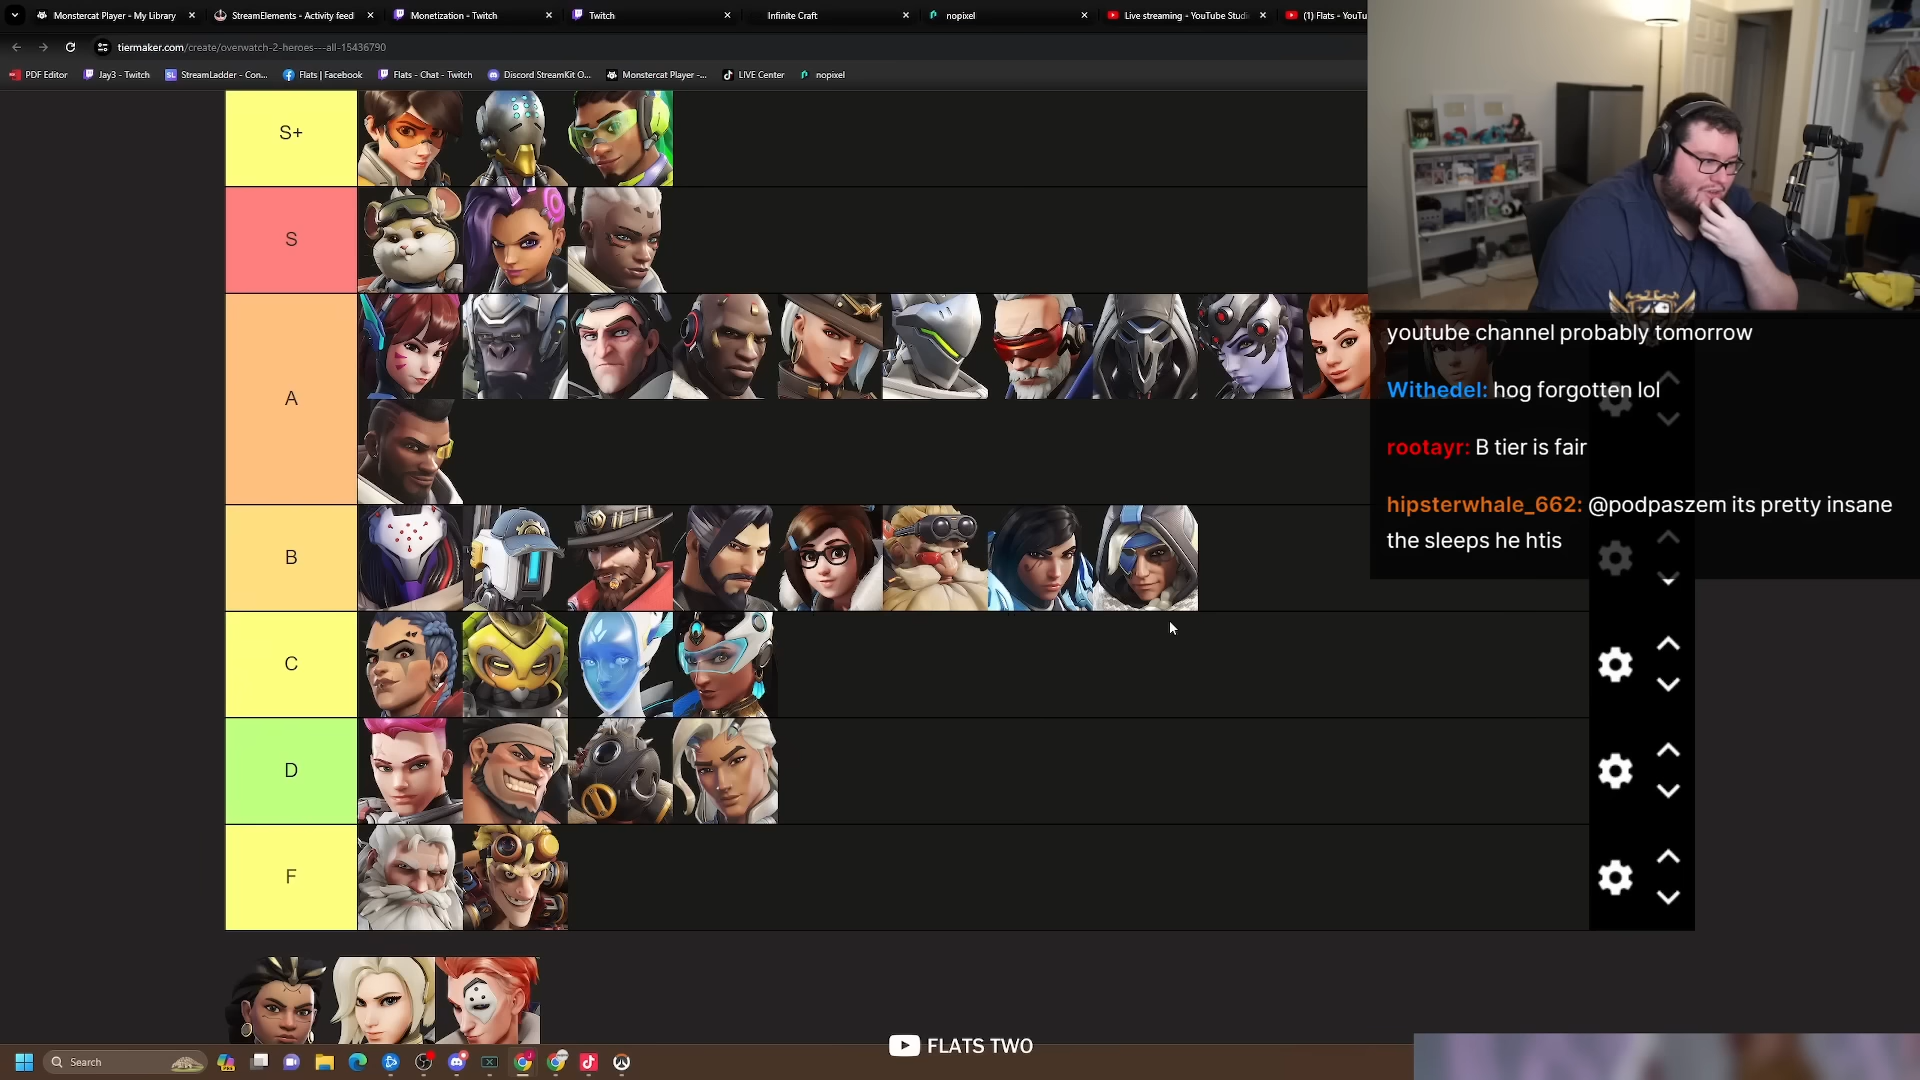 Monstercat Player - My Library
StreamElements - Activity feed
Monetization - Twitch
Twitch
Infinite Craft
nopixel
Live streaming - YouTube Studi
(1) Flats - YouTu
tiermaker.com/create/overwatch-2-heroes---all-15436790
PDF Editor
Jay3 - Twitch
StreamLadder - Con...
Flats | Facebook
Flats - Chat - Twitch
Discord StreamKit O...
Monstercat Player -...
LIVE Center
nopixel
S+
S
A
B
C
D
F
youtube channel probably tomorrow
Withedel: hog forgotten lol
rootayr: B tier is fair
hipsterwhale_662: @podpaszem its pretty insane
the sleeps he htis
FLATS TWO
Search